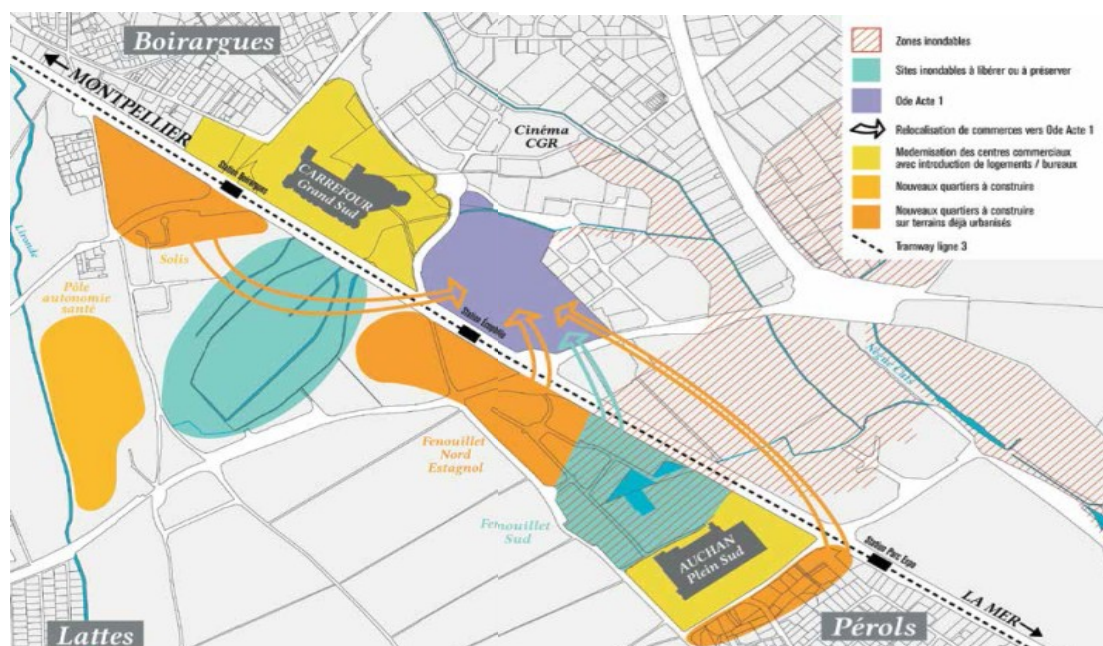 Boirargues
MONTPELLIER
Lironde
Station Boirargues
CARREFOUR
Grand Sud
Cinéma
CGR
Solis
Pôle
autonomie
santé
Station Écopôle
Fenouillet
Nord
Estagnol
Fenouillet
Sud
AUCHAN
Plein Sud
Station Parc Expo
LA MER
Lattes
Pérols
Zones inondables
Sites inondables à libérer ou à préserver
Ode Acte 1
Relocalisation de commerces vers Ode Acte 1
Modernisation des centres commerciaux
avec introduction de logements / bureaux
Nouveaux quartiers à construire
Nouveaux quartiers à construire
sur terrains déjà urbanisés
Tramway ligne 3